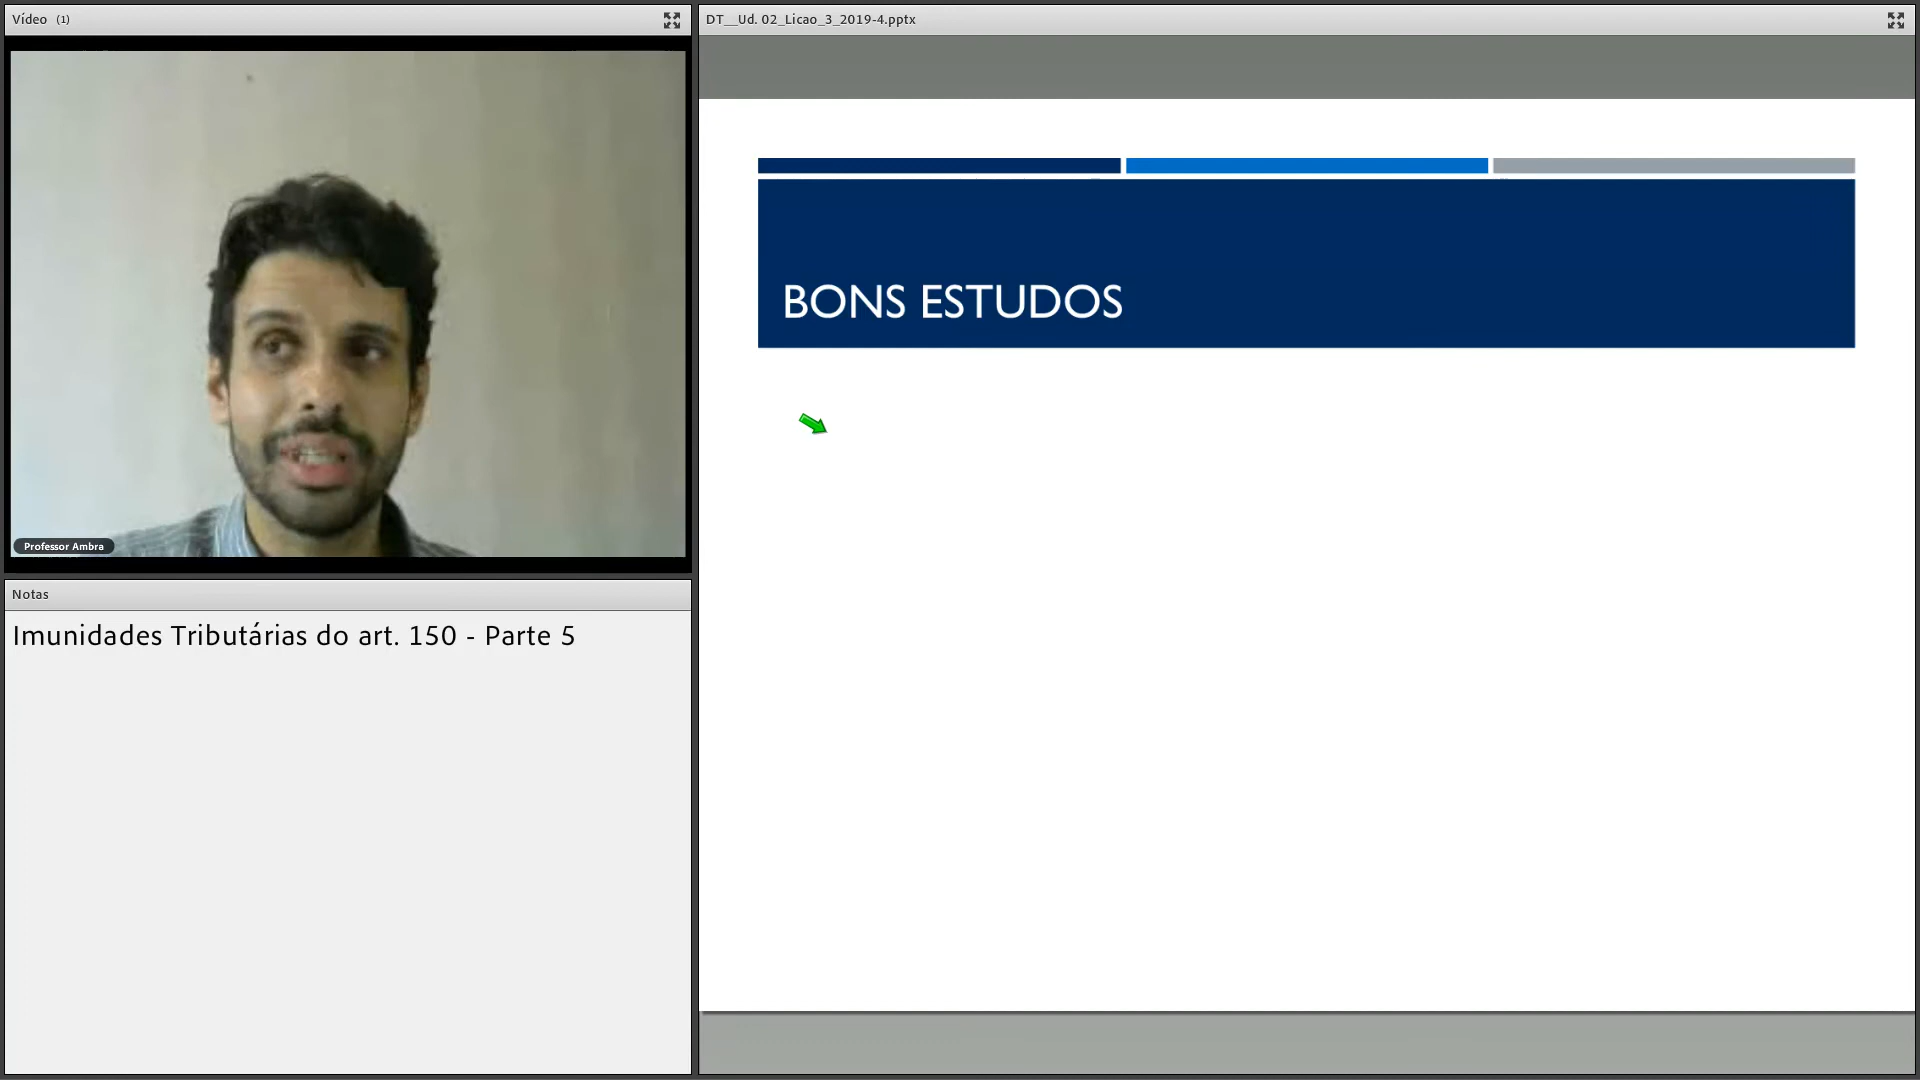 Vídeo (1)
Professor Ambra
Notas
Imunidades Tributárias do art. 150 - Parte 5
DT__Ud. 02_Licao_3_2019-4.pptx
BONS ESTUDOS